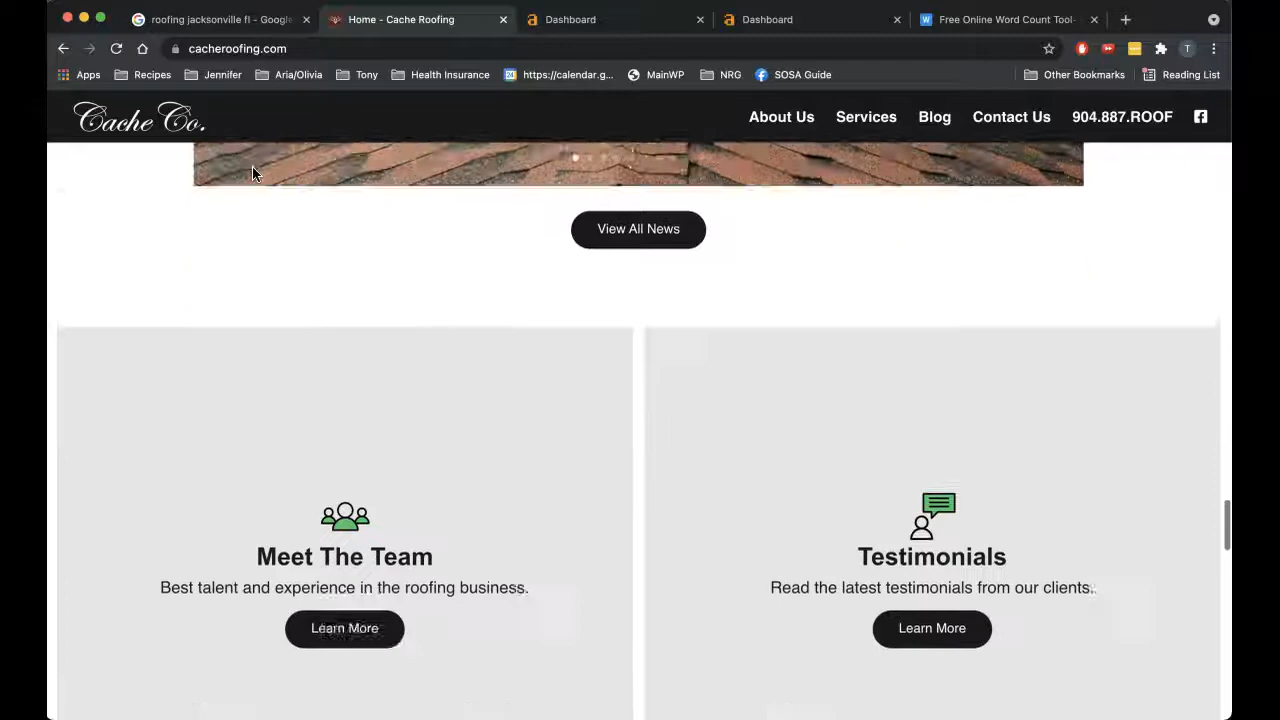 roofing jacksonville fl - Google
Home - Cache Roofing
Dashboard
Dashboard
Free Online Word Count Tool-
cacheroofing.com
T
Apps
Recipes
Jennifer
Aria/Olivia
Tony
Health Insurance
https://calendar.g...
MainWP
NRG
SOSA Guide
Other Bookmarks
Reading List
Cache Co.
About Us
Services
Blog
Contact Us
904.887.ROOF
View All News
Meet The Team
Best talent and experience in the roofing business.
Learn More
Testimonials
Read the latest testimonials from our clients.
Learn More